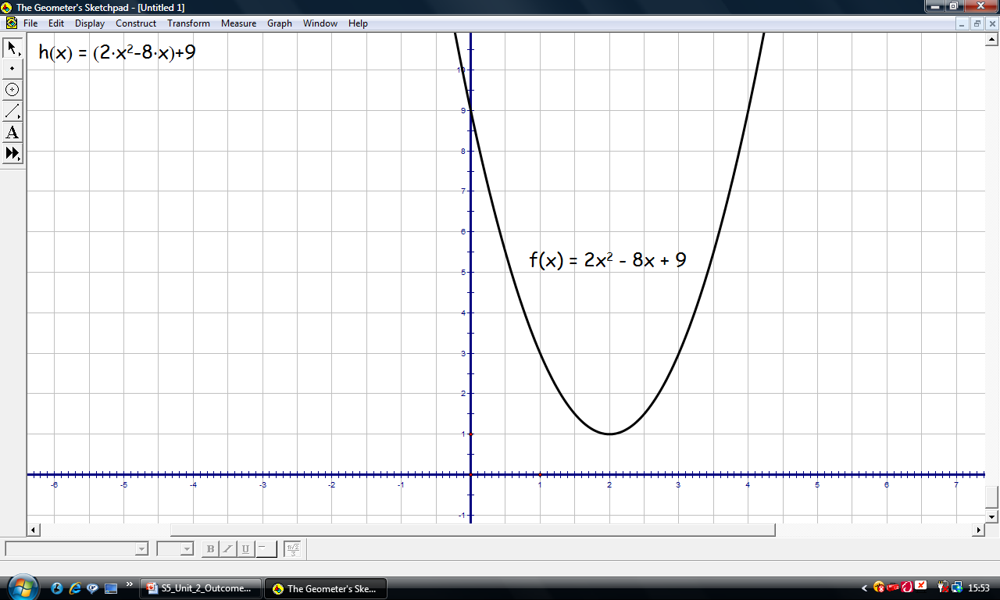 The Geometer's Sketchpad - [Untitled 1]
File Edit Display Construct Transform Measure Graph Window Help
h(x) = (2·x²-8·x)+9
A
10
9
8
7
6
f(x) = 2x² - 8x + 9
5
4
3
2
1
-6 -5 -4 -3 -2 -1 1 2 3 4 5 6 7
-1
B I U
S5_Unit_2_Outcome... The Geometer's Ske... 15:53